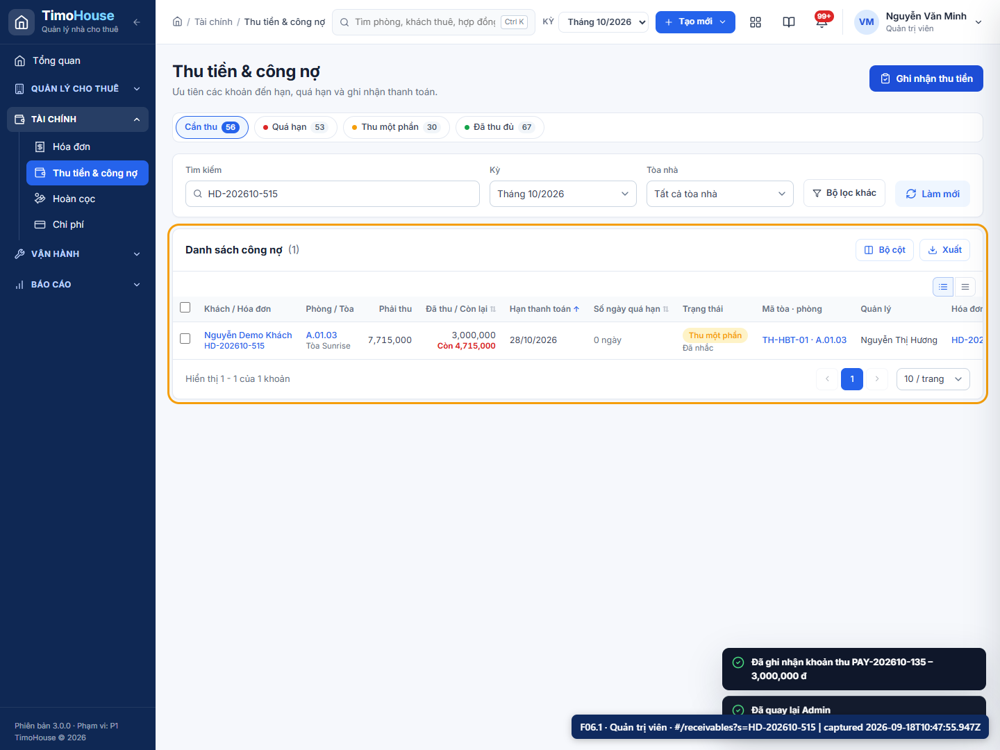 TimoHouse
Quản lý nhà cho thuê
Tổng quan
QUẢN LÝ CHO THUÊ
TÀI CHÍNH
Hóa đơn
Thu tiền & công nợ
Hoàn cọc
Chi phí
VẬN HÀNH
BÁO CÁO
Phiên bản 3.0.0 · Phạm vi: P1
TimoHouse © 2026
/ Tài chính / Thu tiền & công nợ
Tìm phòng, khách thuê, hợp đồng Ctrl K
KỲ Tháng 10/2026
Tạo mới
99+
VM
Nguyễn Văn Minh
Quản trị viên
Thu tiền & công nợ
Ưu tiên các khoản đến hạn, quá hạn và ghi nhận thanh toán.
Ghi nhận thu tiền
Cần thu 56
Quá hạn 53
Thu một phần 30
Đã thu đủ 67
Tìm kiếm
HD-202610-515
Kỳ
Tháng 10/2026
Tòa nhà
Tất cả tòa nhà
Bộ lọc khác
Làm mới
Danh sách công nợ (1)
Bộ cột
Xuất
Khách / Hóa đơn Phòng / Tòa Phải thu Đã thu / Còn lại Hạn thanh toán Số ngày quá hạn Trạng thái Mã tòa · phòng Quản lý Hóa đơ
Nguyễn Demo Khách A.01.03 7,715,000 3,000,000 28/10/2026 0 ngày Thu một phần TH-HBT-01 · A.01.03 Nguyễn Thị Hương HD-202
HD-202610-515 Tòa Sunrise Còn 4,715,000 Đã nhắc
Hiển thị 1 - 1 của 1 khoản
1
10 / trang
Đã ghi nhận khoản thu PAY-202610-135 –
3,000,000 đ
Đã quay lại Admin
F06.1 · Quản trị viên · #/receivables?s=HD-202610-515 | captured 2026-09-18T10:47:55.947Z